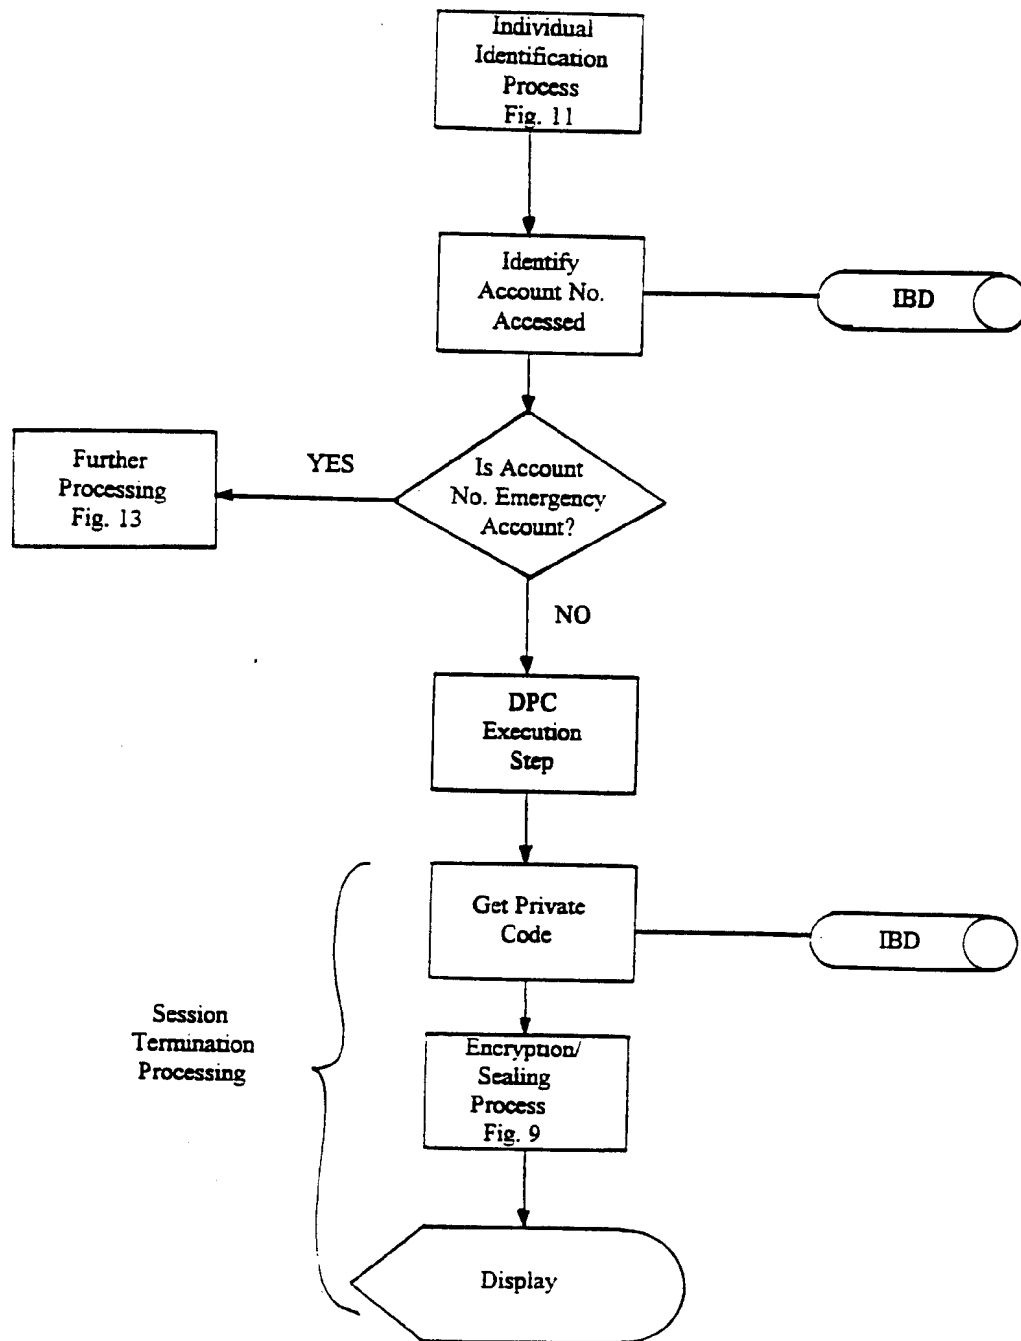 Individual
Identification
Process
Fig. 11
Identify
Account No.
Accessed
IBD
Further
Processing
Fig. 13
YES
Is Account
No. Emergency
Account?
NO
DPC
Execution
Step
Get Private
Code
IBD
Session
Termination
Processing
Encryption/
Sealing
Process
Fig. 9
Display